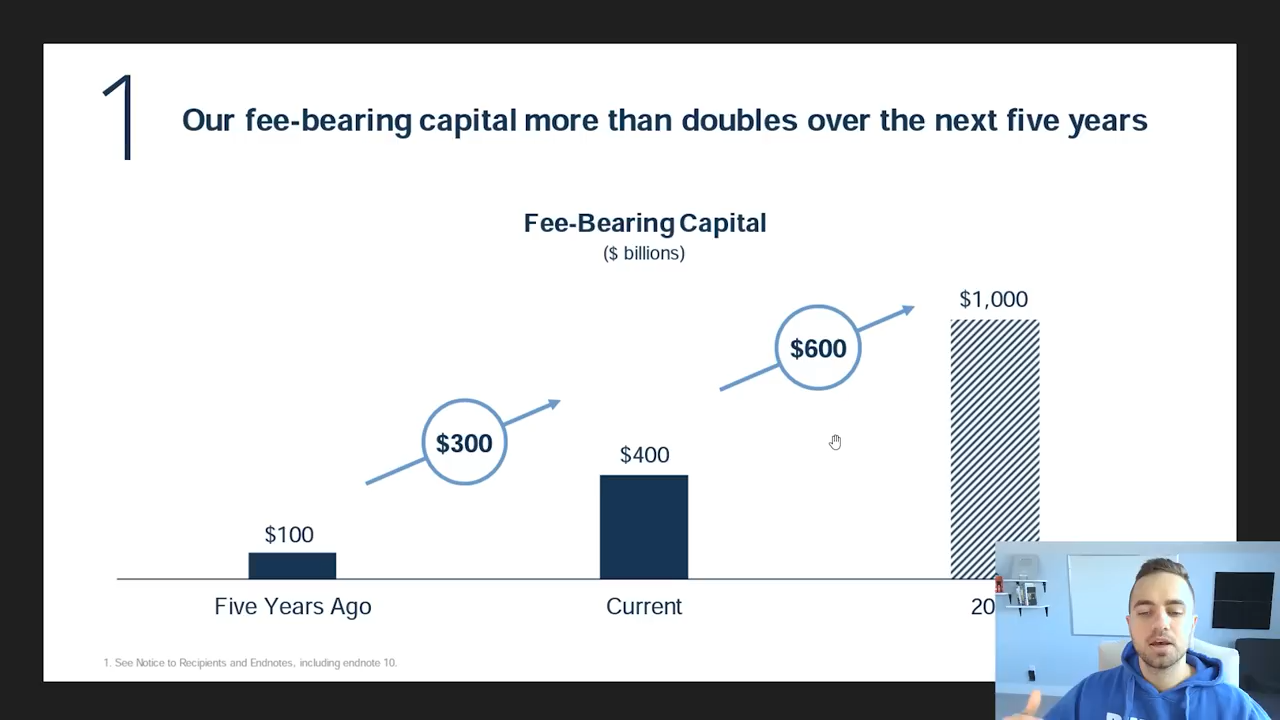 1
Our fee-bearing capital more than doubles over the next five years
Fee-Bearing Capital
($ billions)
$1,000
$600
$300
$400
$100
Five Years Ago
Current
20
1. See Notice to Recipients and Endnotes, including endnote 10.